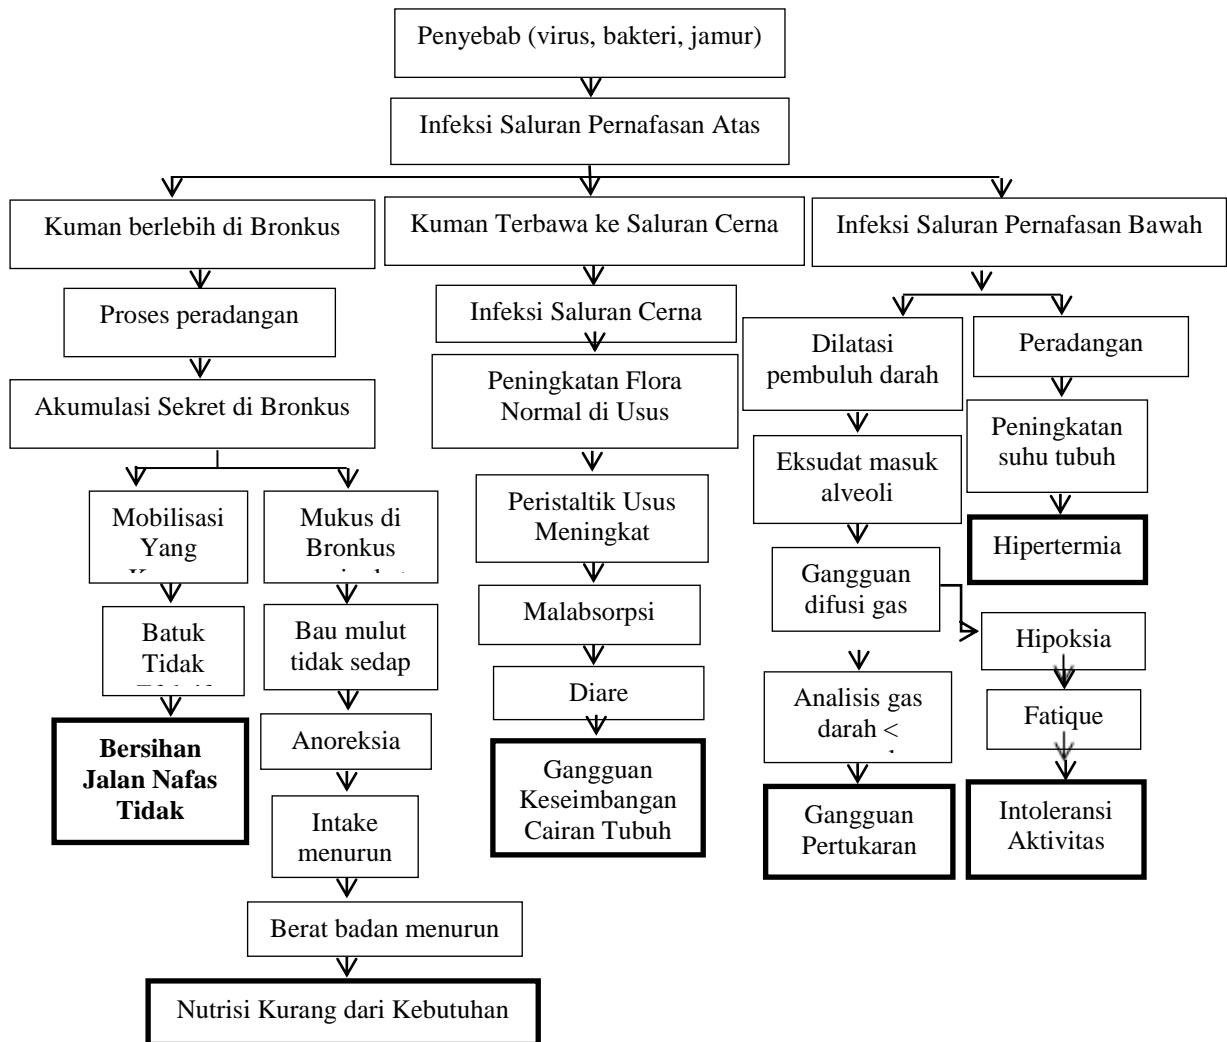 Penyebab (virus, bakteri, jamur)
Infeksi Saluran Pernafasan Atas
Kuman berlebih di Bronkus
Kuman Terbawa ke Saluran Cerna
Infeksi Saluran Pernafasan Bawah
Proses peradangan
Infeksi Saluran Cerna
Dilatasi
pembuluh darah
Peradangan
Akumulasi Sekret di Bronkus
Peningkatan Flora
Normal di Usus
Peningkatan
suhu tubuh
Eksudat masuk
alveoli
Mobilisasi
Yang
Mukus di
Bronkus
Peristaltik Usus
Meningkat
Hipertermia
Gangguan
difusi gas
Batuk
Tidak
Bau mulut
tidak sedap
Malabsorpsi
Hipoksia
Diare
Analisis gas
darah <
Fatique
Bersihan
Jalan Nafas
Tidak
Anoreksia
Gangguan
Keseimbangan
Cairan Tubuh
Gangguan
Pertukaran
Intoleransi
Aktivitas
Intake
menurun
Berat badan menurun
Nutrisi Kurang dari Kebutuhan